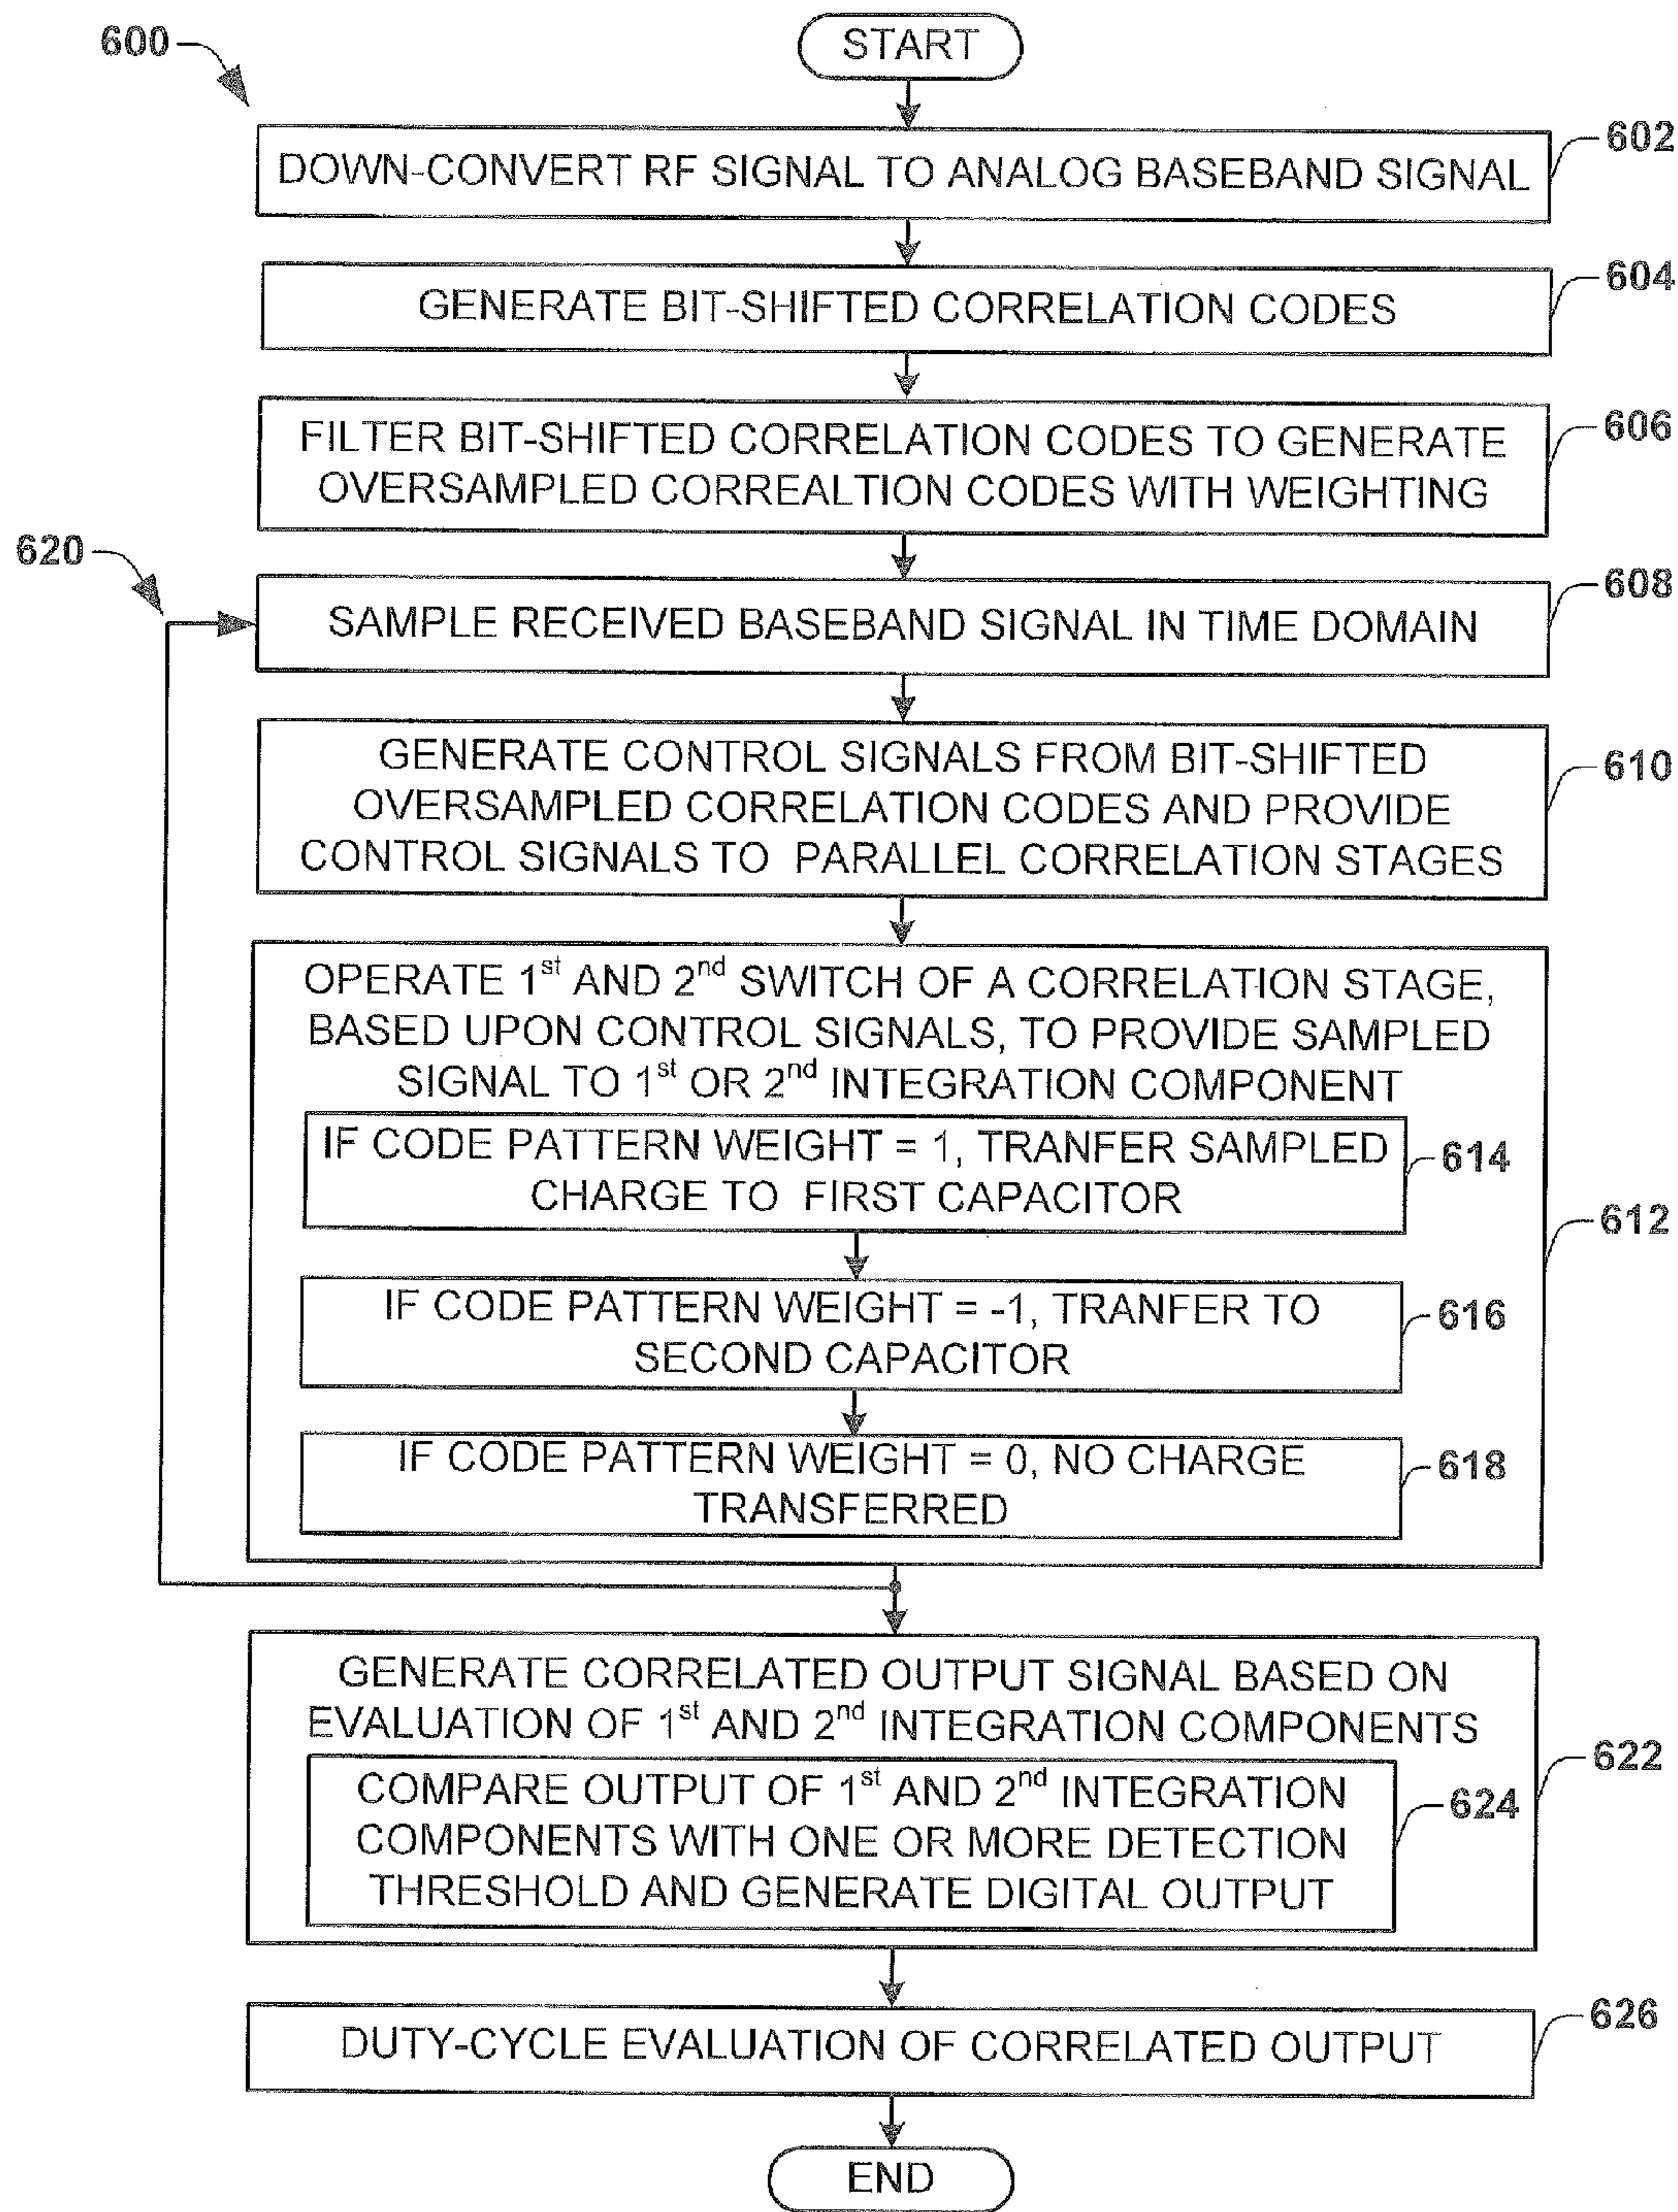 600
START
DOWN-CONVERT RF SIGNAL TO ANALOG BASEBAND SIGNAL
602
GENERATE BIT-SHIFTED CORRELATION CODES
604
FILTER BIT-SHIFTED CORRELATION CODES TO GENERATE
OVERSAMPLED CORREALTION CODES WITH WEIGHTING
606
620
SAMPLE RECEIVED BASEBAND SIGNAL IN TIME DOMAIN
608
GENERATE CONTROL SIGNALS FROM BIT-SHIFTED
OVERSAMPLED CORRELATION CODES AND PROVIDE
CONTROL SIGNALS TO PARALLEL CORRELATION STAGES
610
OPERATE 1st AND 2nd SWITCH OF A CORRELATION STAGE,
BASED UPON CONTROL SIGNALS, TO PROVIDE SAMPLED
SIGNAL TO 1st OR 2nd INTEGRATION COMPONENT
IF CODE PATTERN WEIGHT = 1, TRANFER SAMPLED
CHARGE TO FIRST CAPACITOR
614
612
IF CODE PATTERN WEIGHT = -1, TRANFER TO
SECOND CAPACITOR
616
IF CODE PATTERN WEIGHT = 0, NO CHARGE
TRANSFERRED
618
GENERATE CORRELATED OUTPUT SIGNAL BASED ON
EVALUATION OF 1st AND 2nd INTEGRATION COMPONENTS
622
COMPARE OUTPUT OF 1st AND 2nd INTEGRATION
COMPONENTS WITH ONE OR MORE DETECTION
THRESHOLD AND GENERATE DIGITAL OUTPUT
624
DUTY-CYCLE EVALUATION OF CORRELATED OUTPUT
626
END